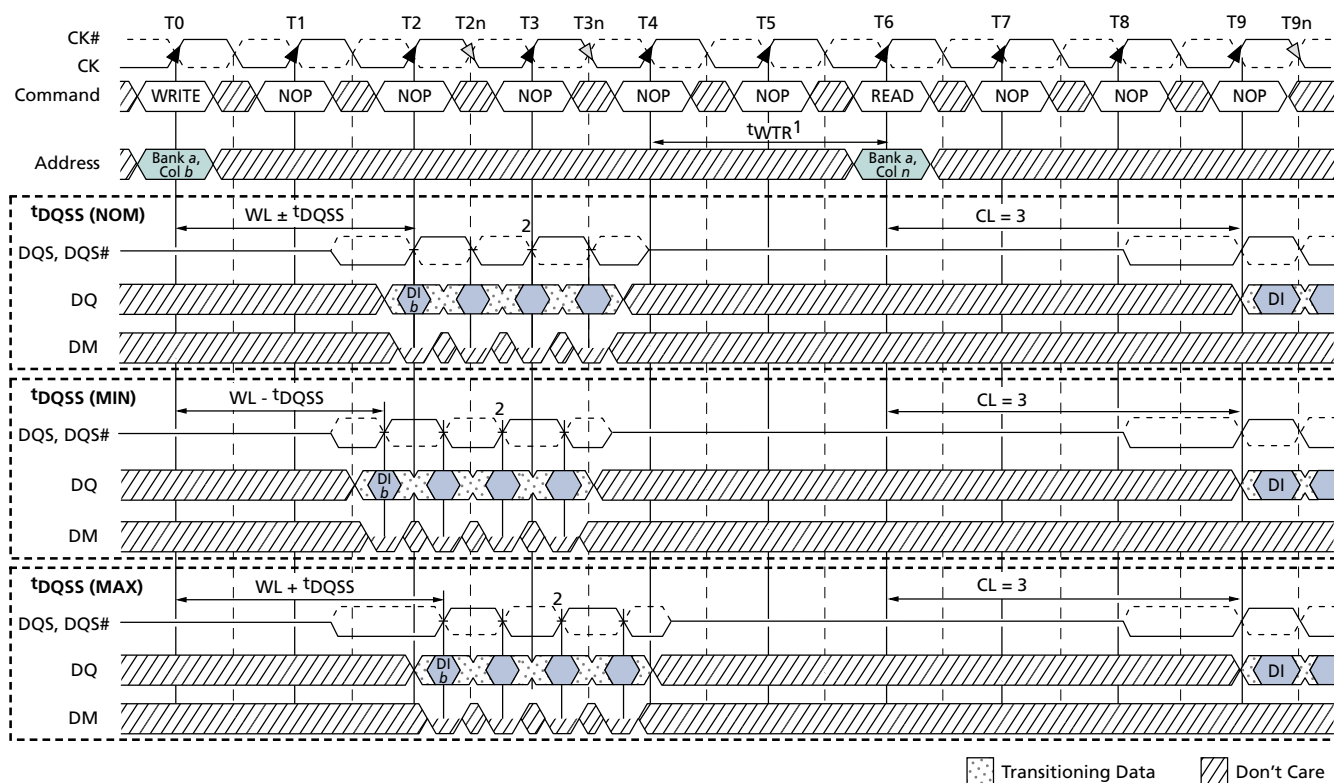 T0 T1 T2 T2n T3 T3n T4 T5 T6 T7 T8 T9 T9n
CK#
CK
Command WRITE NOP NOP NOP NOP NOP READ NOP NOP NOP
tWTR1
Address Bank a, Col b Bank a, Col n
tDQSS (NOM) WL ± tDQSS CL = 3
2
DQS, DQS#
DQ DI b DI
DM
tDQSS (MIN) WL - tDQSS CL = 3
2
DQS, DQS#
DQ DI b DI
DM
tDQSS (MAX) WL + tDQSS CL = 3
2
DQS, DQS#
DQ DI b DI
DM
Transitioning Data Don't Care